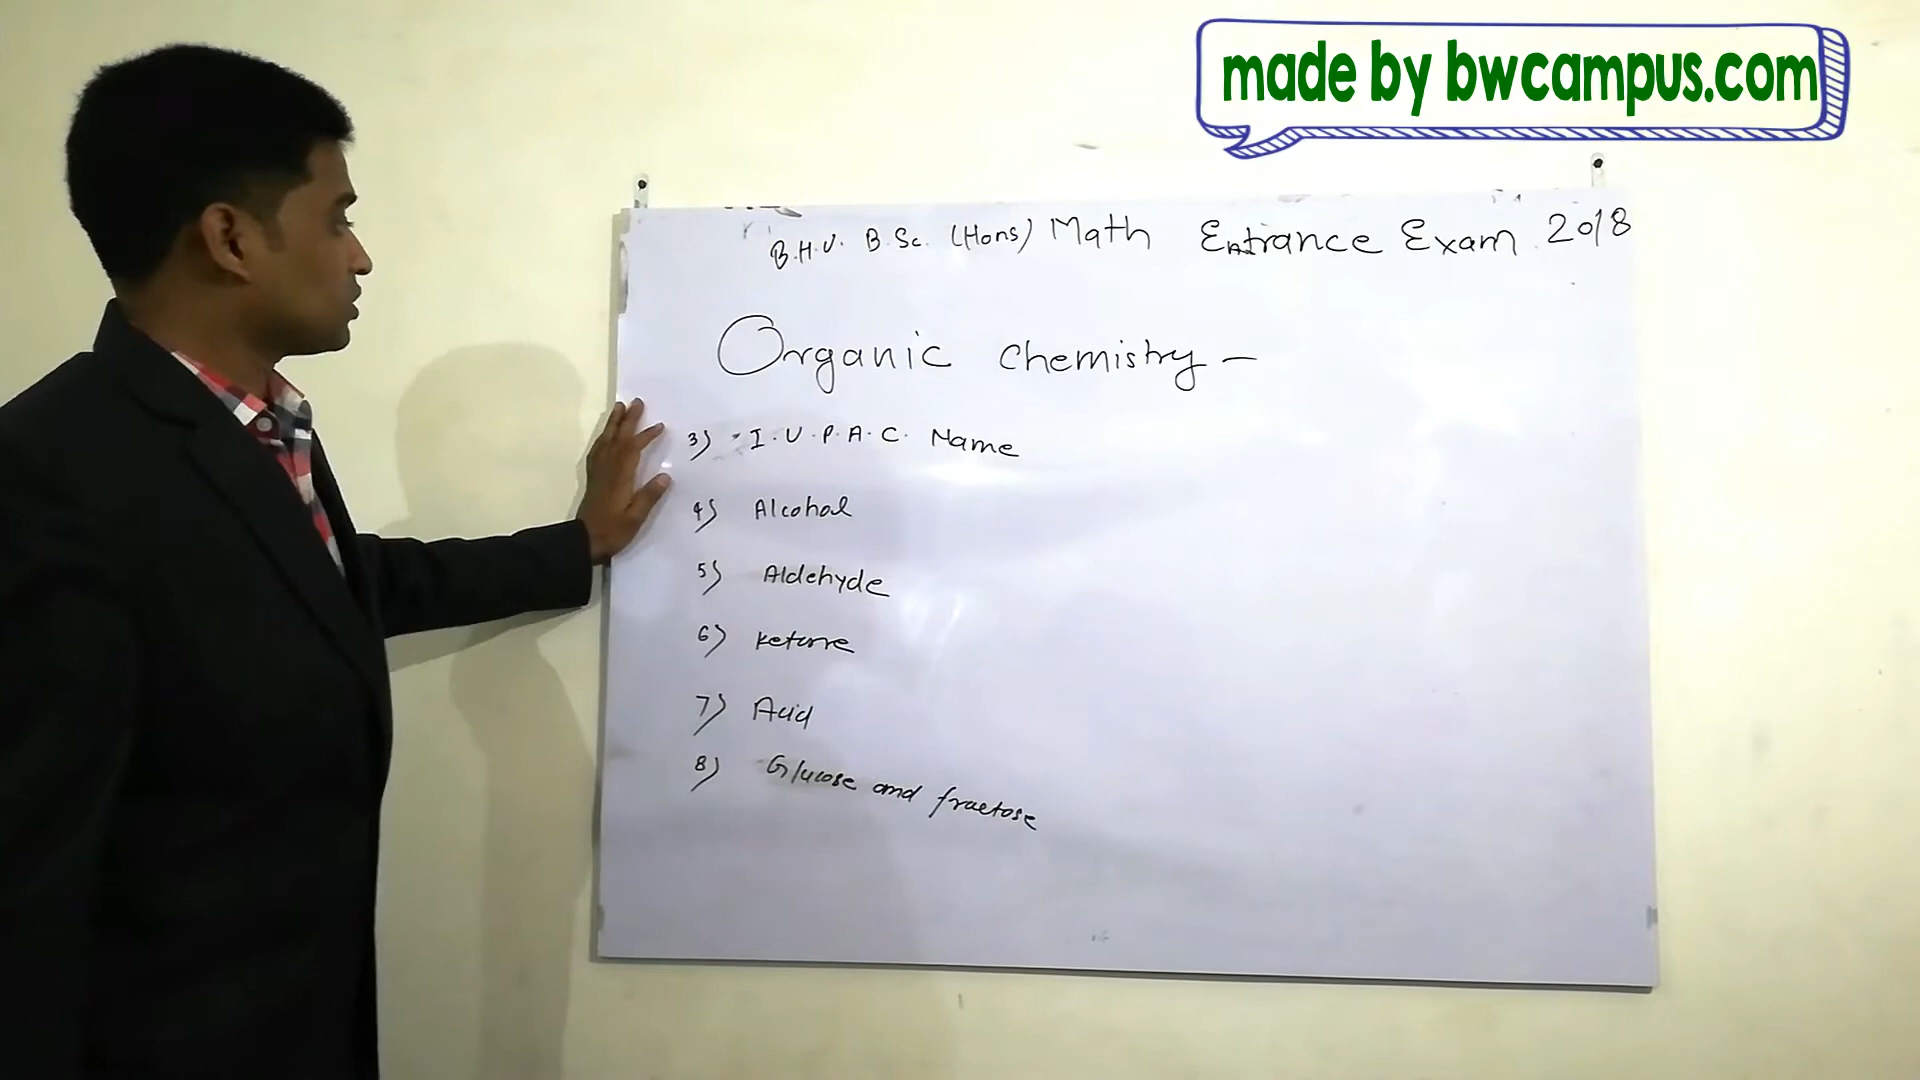 made by bwcampus.com
B.H.U. B.Sc. (Hons) Math Entrance Exam 2018
Organic chemistry -
3) I.U.P.A.C. Name
4) Alcohol
5) Aldehyde
6) Ketone
7) Acid
8) Glucose and fructose